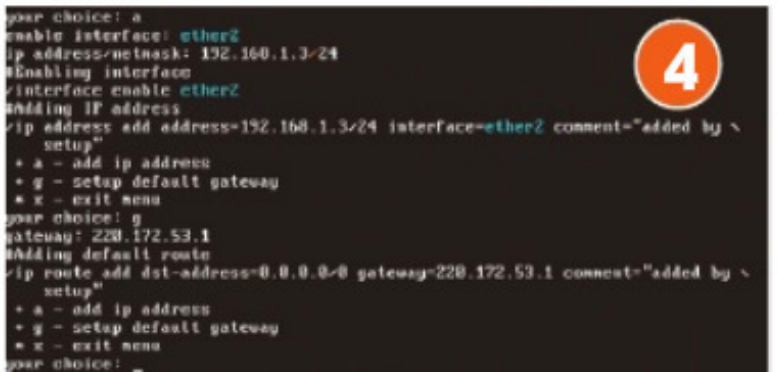 your choice: a
enable interface: ether2
ip address/netmask: 192.168.1.3/24
#Enabling interface
/interface enable ether2
#Adding IP address
/ip address add address=192.168.1.3/24 interface=ether2 comment="added by \
setup"
+ a - add ip address
+ g - setup default gateway
* x - exit menu
your choice: g
gateway: 220.172.53.1
#Adding default route
/ip route add dst-address=0.0.0.0/0 gateway=220.172.53.1 comment="added by \
setup"
+ a - add ip address
+ g - setup default gateway
* x - exit menu
your choice: _
4